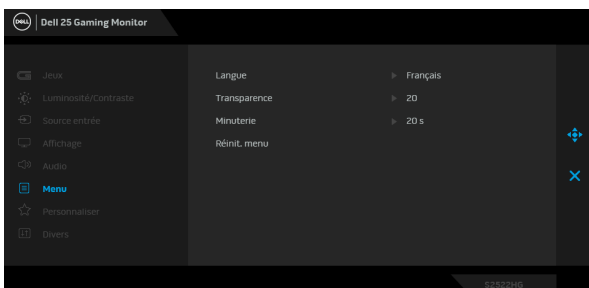 DELL Dell 25 Gaming Monitor
Jeux
Luminosité/Contraste
Source entrée
Affichage
Audio
Menu
Personnaliser
Divers
Langue Français
Transparence 20
Minuterie 20 s
Réinit. menu
S2522HG